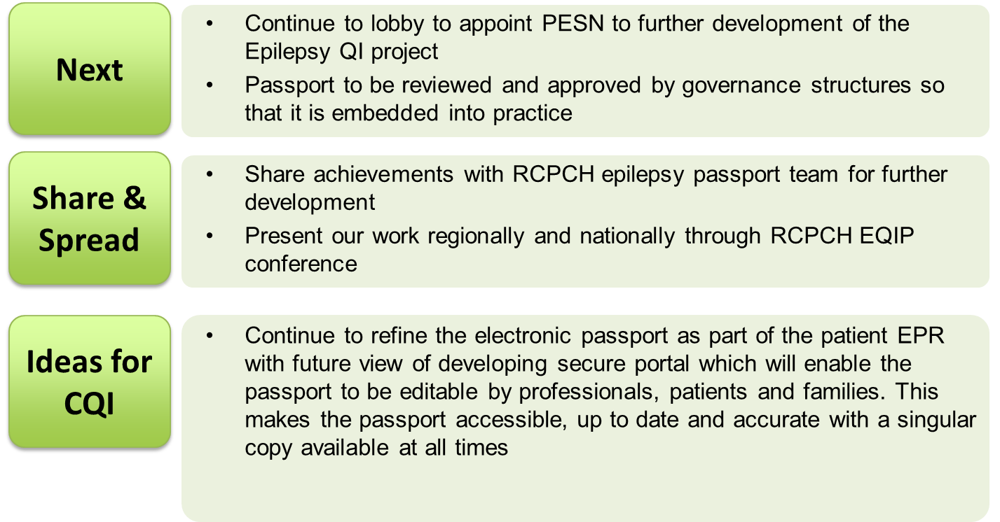 Next
• Continue to lobby to appoint PESN to further development of the
Epilepsy QI project
• Passport to be reviewed and approved by governance structures so
that it is embedded into practice
Share &
Spread
• Share achievements with RCPCH epilepsy passport team for further
development
• Present our work regionally and nationally through RCPCH EQIP
conference
Ideas for
CQI
• Continue to refine the electronic passport as part of the patient EPR
with future view of developing secure portal which will enable the
passport to be editable by professionals, patients and families. This
makes the passport accessible, up to date and accurate with a singular
copy available at all times